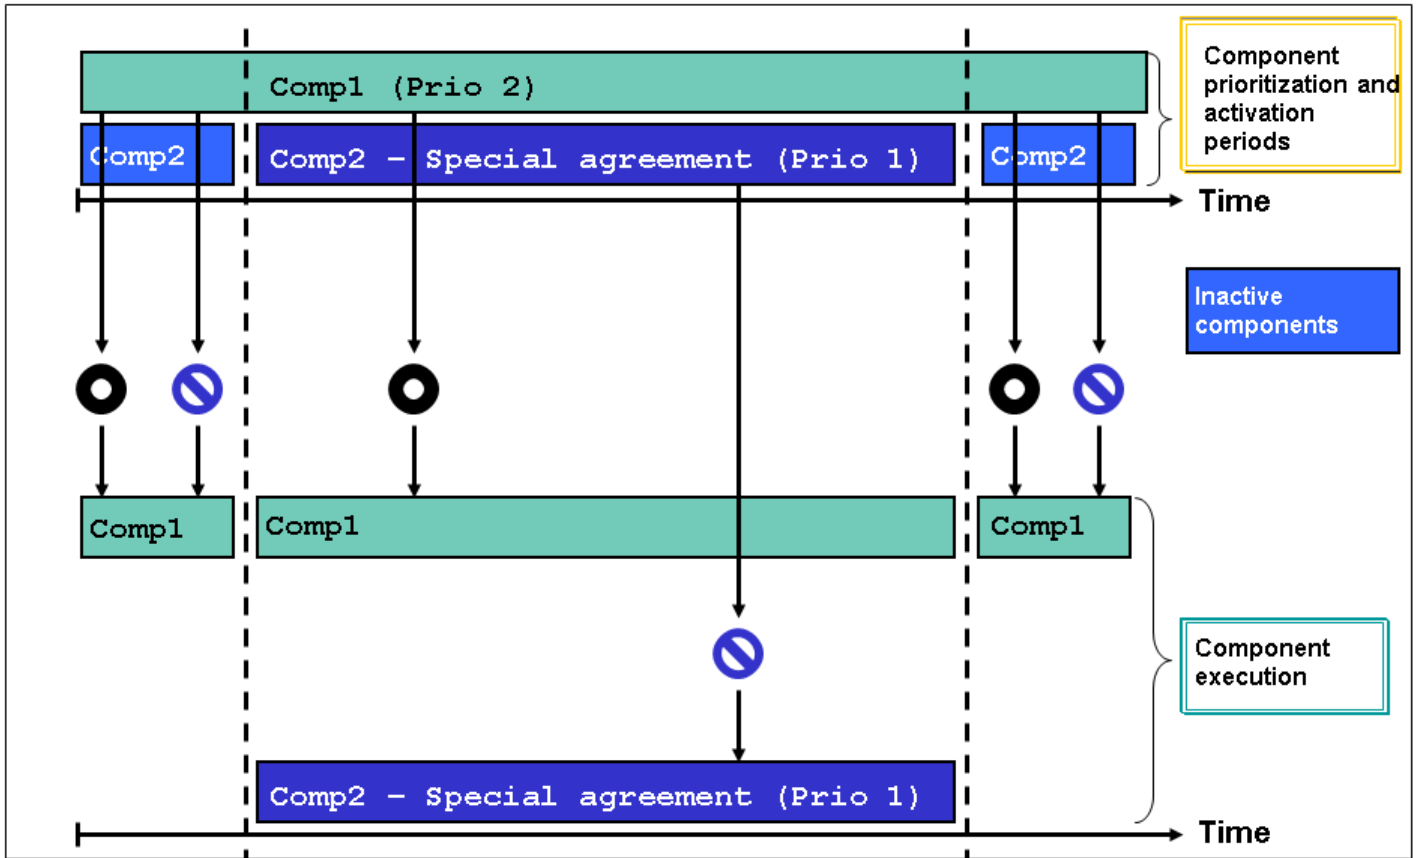 Comp1 (Prio 2)
Component
prioritization and
activation
periods
Comp2
Comp2 – Special agreement (Prio 1)
Comp2
Time
Inactive
components
Comp1
Comp1
Comp1
Component
execution
Comp2 – Special agreement (Prio 1)
Time